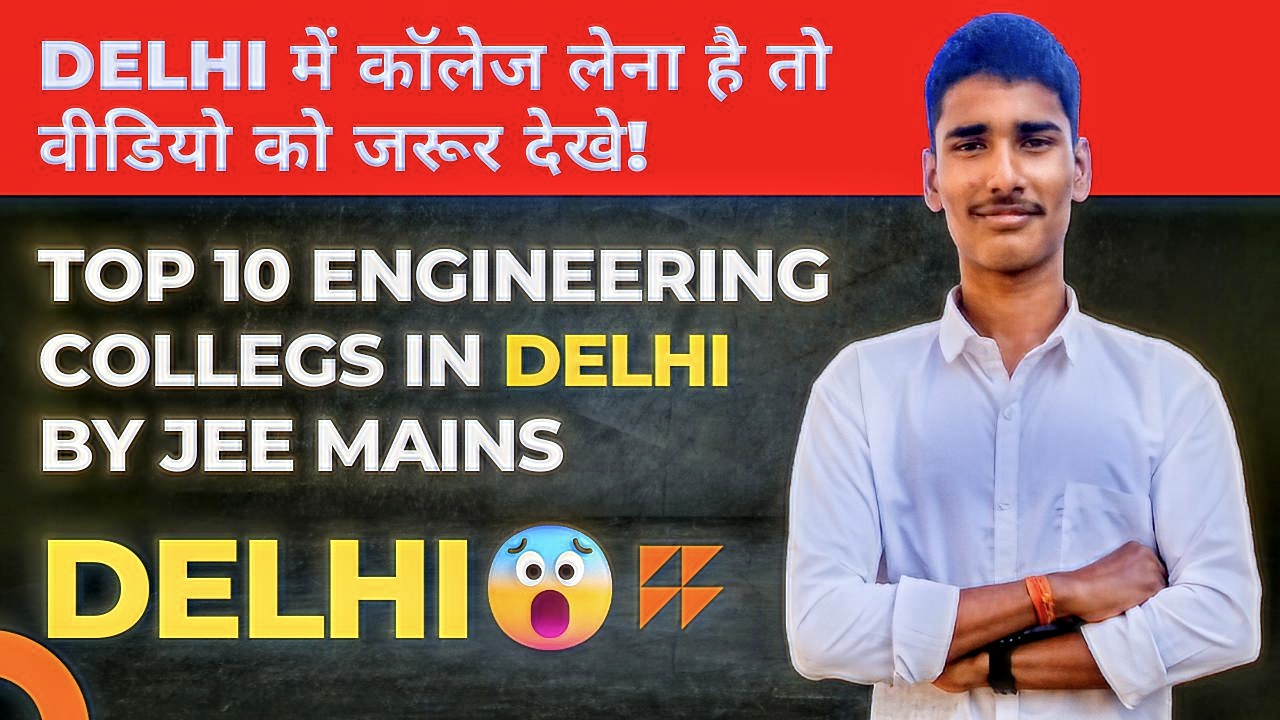 DELHI में कॉलेज लेना है तो
वीडियो को जरूर देखे!
TOP 10 ENGINEERING
COLLEGS IN DELHI
BY JEE MAINS
DELHI